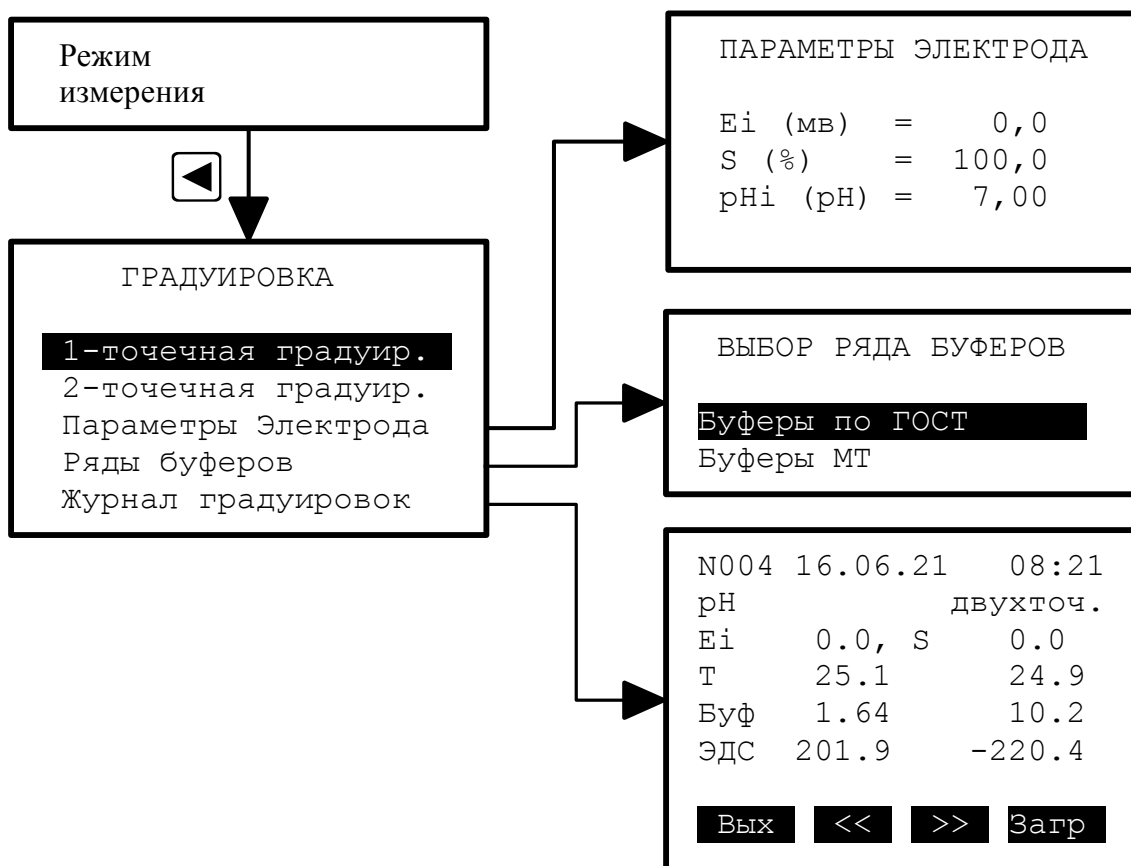 Режим
измерения
ГРАДУИРОВКА
1-точечная градуир.
2-точечная градуир.
Параметры Электрода
Ряды буферов
Журнал градуировок
ПАРАМЕТРЫ ЭЛЕКТРОДА
Ei (мв) = 0,0
S (%) = 100,0
pHi (pH) = 7,00
ВЫБОР РЯДА БУФЕРОВ
Буферы по ГОСТ
Буферы МТ
N004 16.06.21 08:21
pH двухточ.
Ei 0.0, S 0.0
T 25.1 24.9
Буф 1.64 10.2
ЭДС 201.9 -220.4
Вых << >> Загр